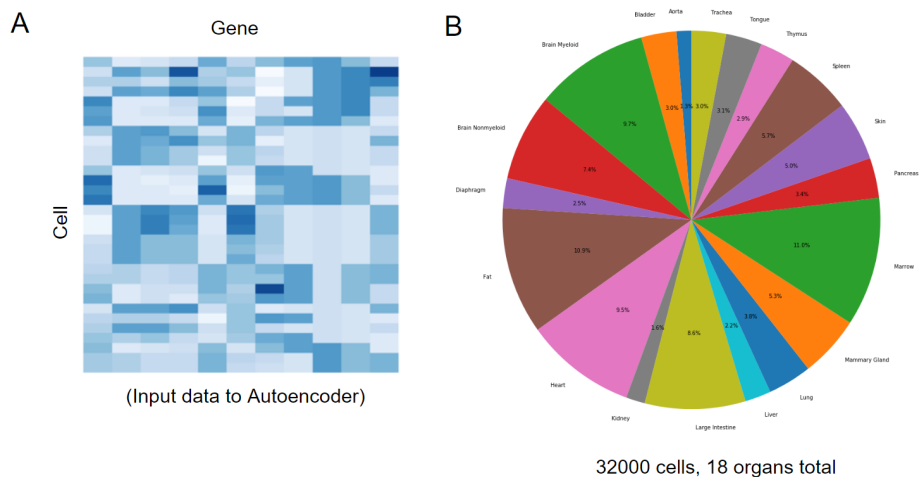 A
Gene
Cell
(Input data to Autoencoder)
B
Aorta
1.3%
Bladder
3.0%
Brain Myeloid
9.7%
Brain Nonmyeloid
7.4%
Diaphragm
2.5%
Fat
10.9%
Heart
9.5%
Kidney
1.6%
Large Intestine
8.6%
Liver
2.2%
Lung
3.8%
Mammary Gland
5.3%
Marrow
11.0%
Pancreas
3.4%
Skin
5.0%
Spleen
5.7%
Thymus
2.9%
Tongue
3.1%
Trachea
3.0%
32000 cells, 18 organs total